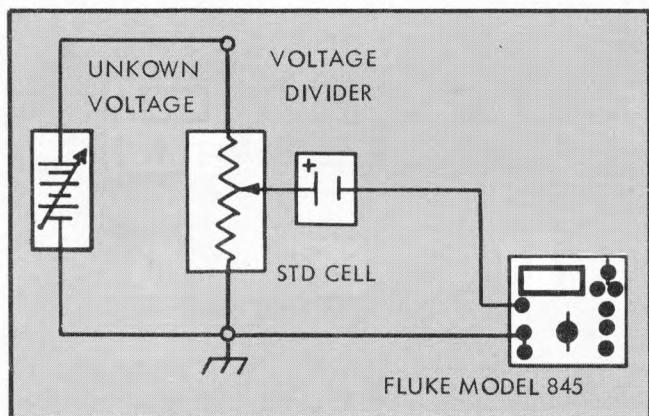 UNKOWN
VOLTAGE
VOLTAGE
DIVIDER
+
STD CELL
FLUKE MODEL 845